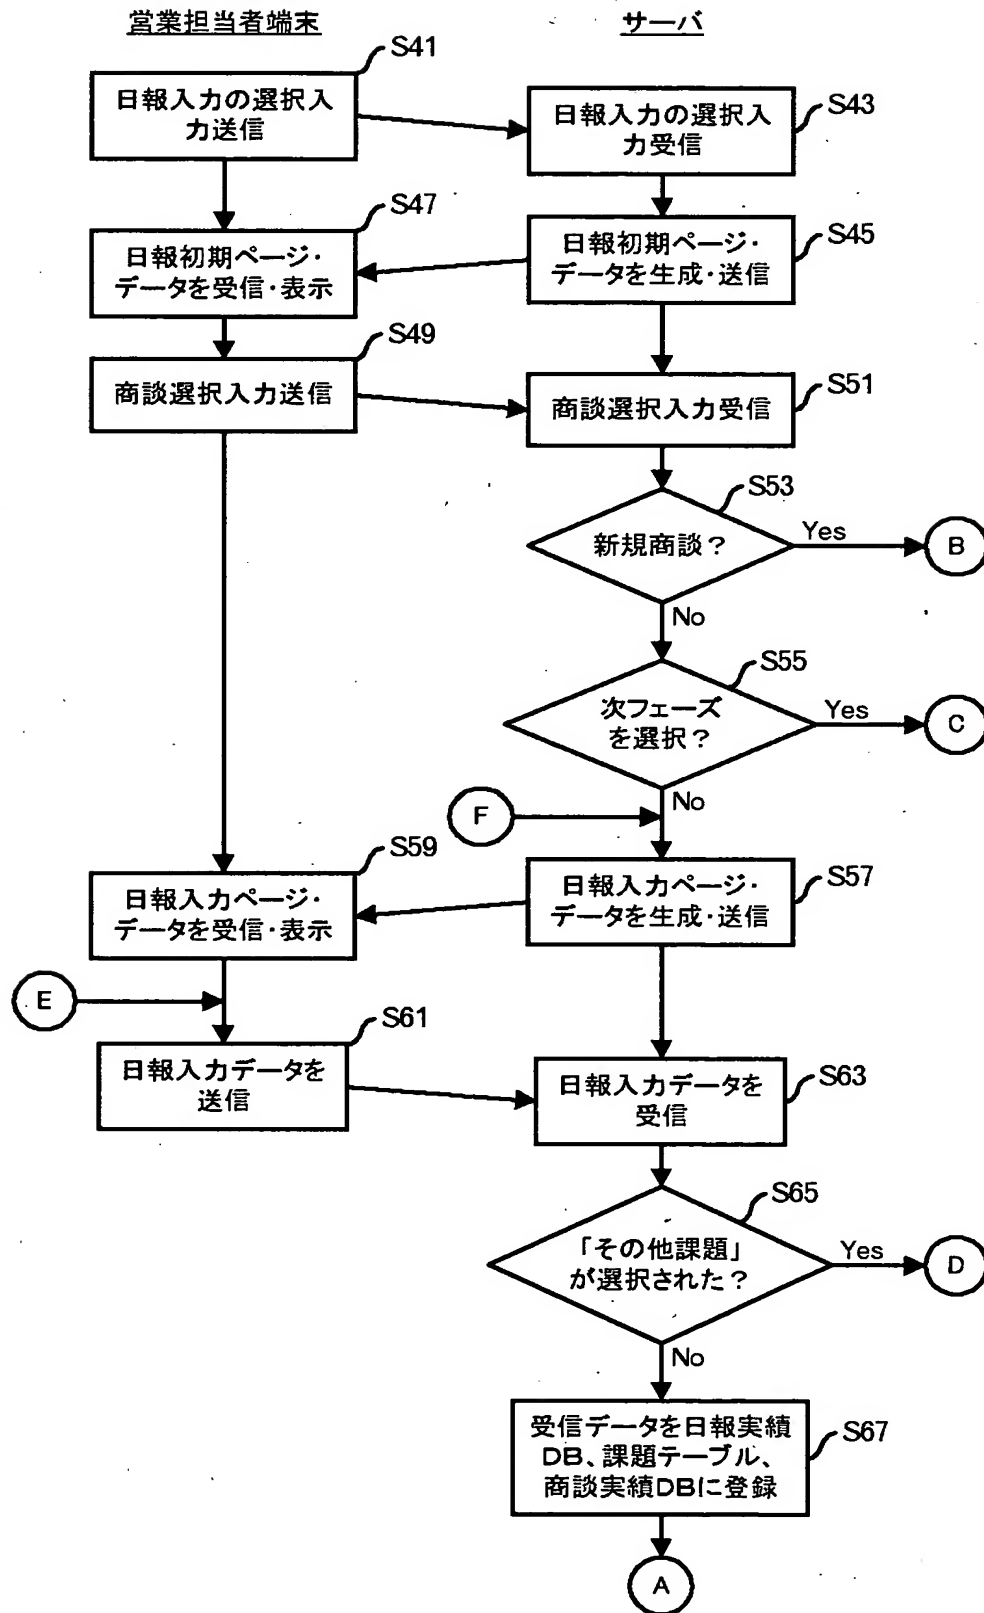 営業担当者端末
サーバ
S41
日報入力の選択入
力送信
S43
日報入力の選択入
力受信
S47
日報初期ページ・
データを受信・表示
S45
日報初期ページ・
データを生成・送信
S49
商談選択入力送信
S51
商談選択入力受信
S53
新規商談？
Yes
B
No
S55
次フェーズ
を選択？
Yes
C
No
F
S59
日報入力ページ・
データを受信・表示
S57
日報入力ページ・
データを生成・送信
E
S61
日報入力データを
送信
S63
日報入力データを
受信
S65
「その他課題」
が選択された？
Yes
D
No
S67
受信データを日報実績
DB、課題テーブル、
商談実績DBに登録
A